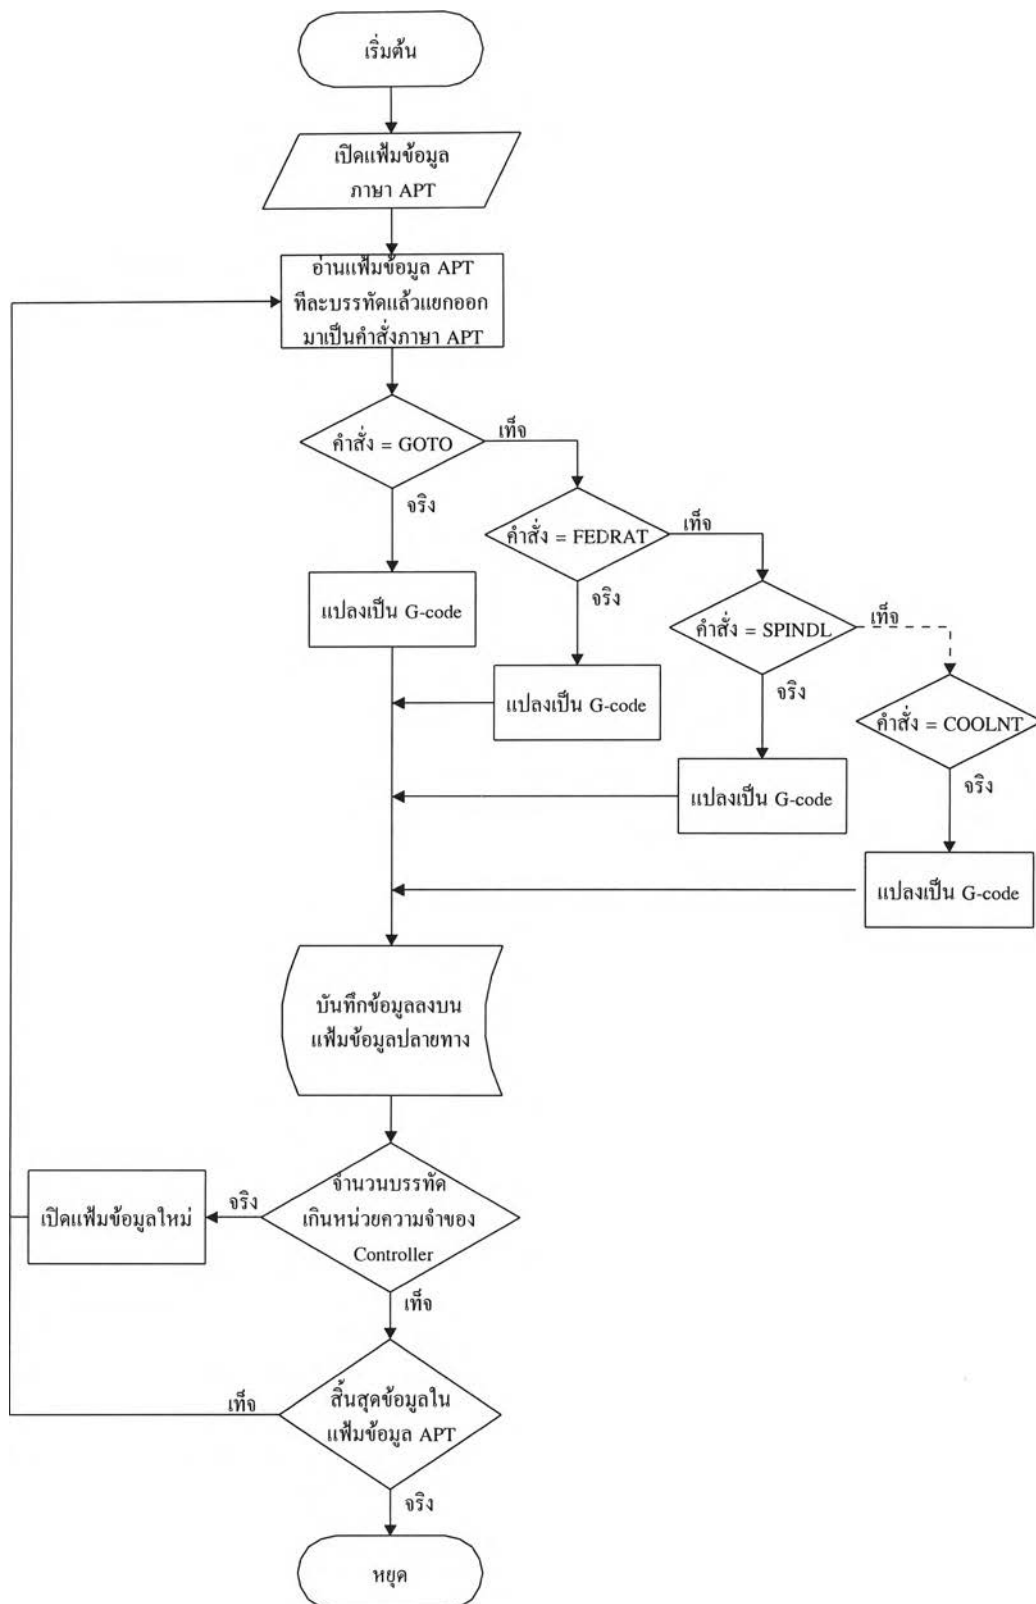 เริ่มต้น
เปิดแฟ้มข้อมูล
ภาษา APT
อ่านแฟ้มข้อมูล APT
ทีละบรรทัดแล้วแยกออก
มาเป็นคำสั่งภาษา APT
คำสั่ง = GOTO
เท็จ
จริง
คำสั่ง = FEDRAT
เท็จ
จริง
แปลงเป็น G-code
คำสั่ง = SPINDL
เท็จ
จริง
แปลงเป็น G-code
คำสั่ง = COOLNT
จริง
แปลงเป็น G-code
แปลงเป็น G-code
บันทึกข้อมูลลงบน
แฟ้มข้อมูลปลายทาง
จำนวนบรรทัด
เกินหน่วยความจำของ
Controller
จริง
เปิดแฟ้มข้อมูลใหม่
เท็จ
สิ้นสุดข้อมูลใน
แฟ้มข้อมูล APT
เท็จ
จริง
หยุด